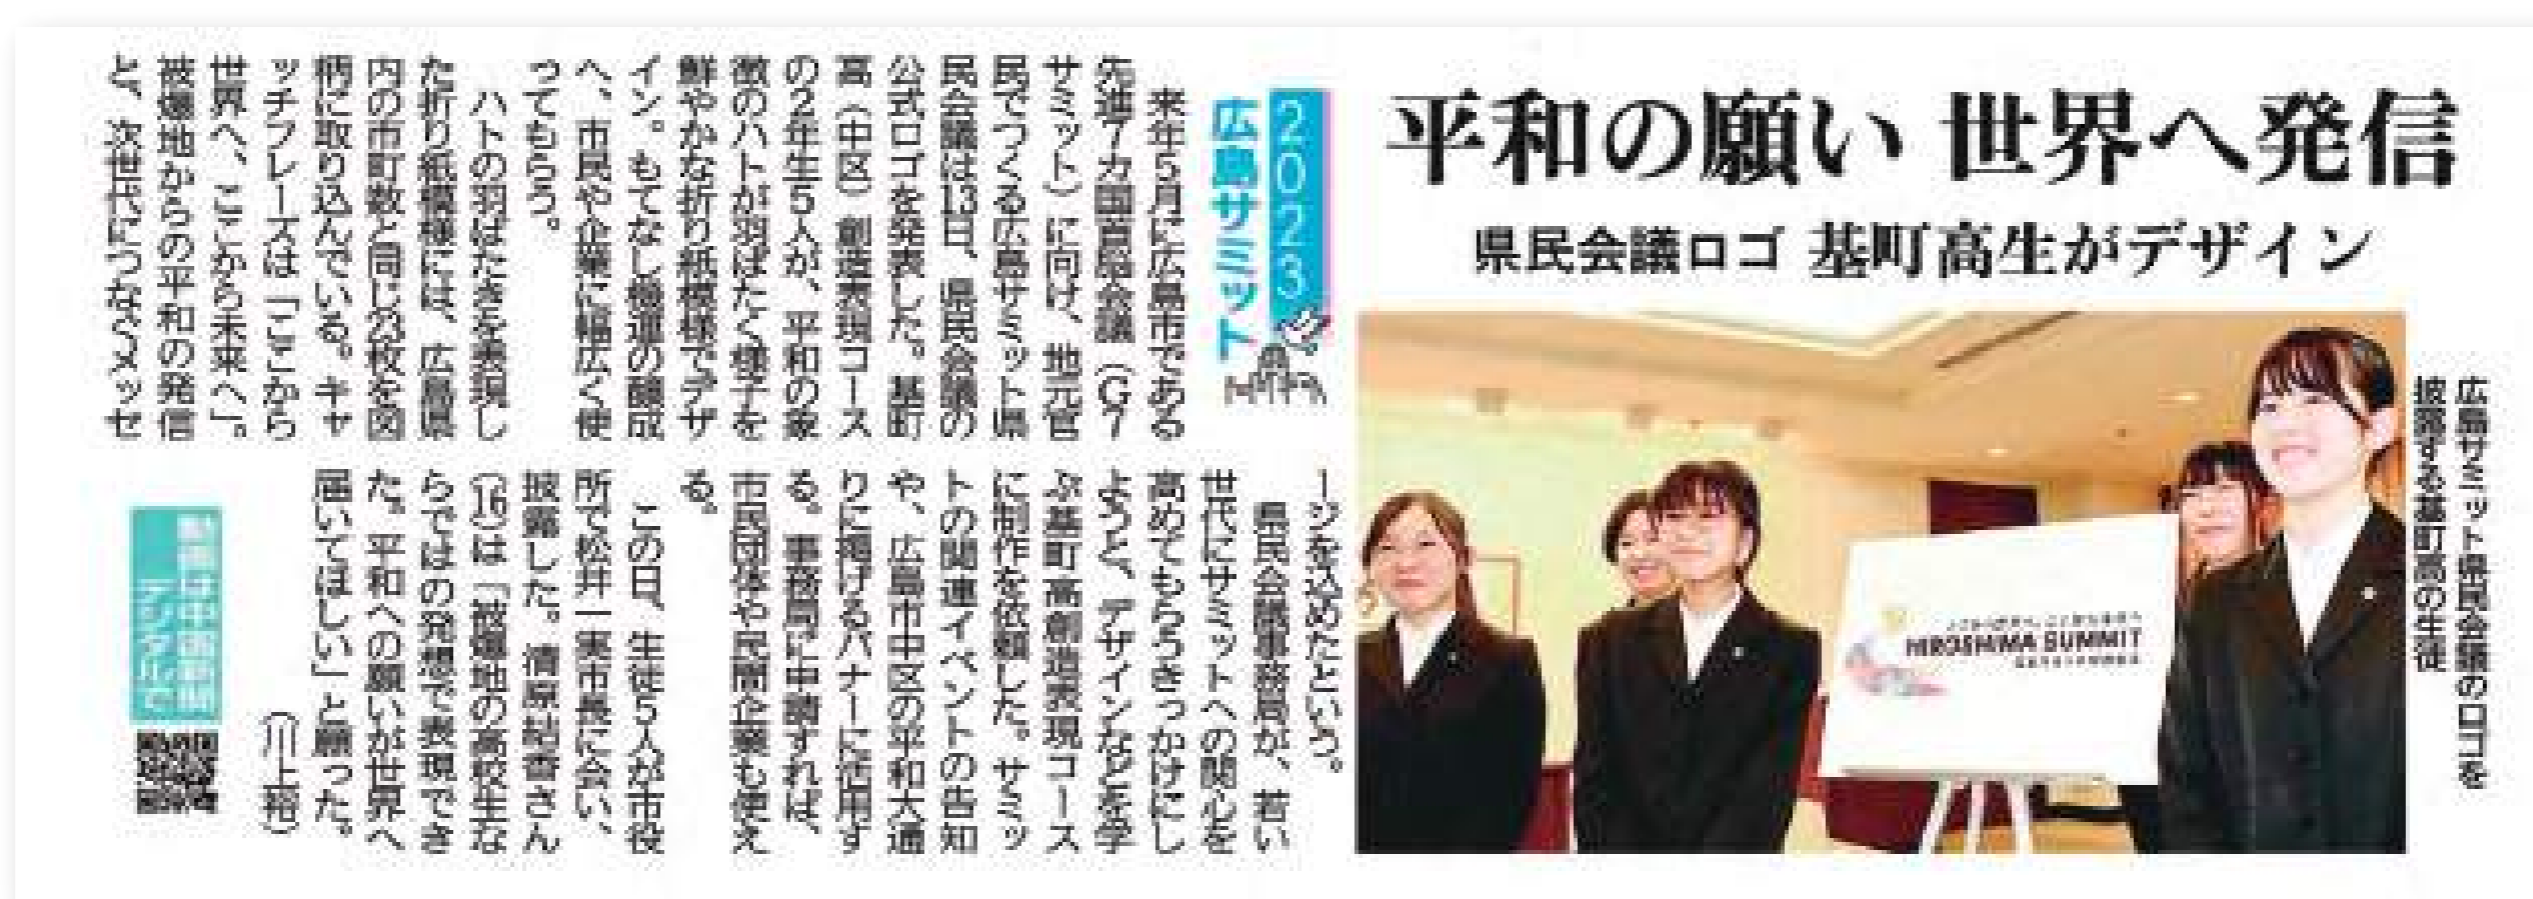 平和の願い 世界へ発信
県民会議ロゴ 基町高生がデザイン
広島サミット県民会議のロゴを
披露する基町高の生徒
HIROSHIMA SUMMIT
2023
広島サミット
来年5月に広島市である
先進7カ国首脳会議(G7
サミット)に向け、地元官
民でつくる広島サミット県
民会議は13日、県民会議の
公式ロゴを発表した。基町
高(中区)創造表現コース
の2年生5人が、平和の象
徴のハトが羽ばたく様子を
鮮やかな折り紙模様でデザ
イン。もてなし機運の醸成
へ、市民や企業に幅広く使
ってもらう。
ハトの羽ばたきを表現し
た折り紙模様には、広島県
内の市町数と同じ23枚を図
柄に取り込んでいる。キャ
ッチフレーズは「ここから
世界へ、ここから未来へ」。
被爆地からの平和の発信
と、次世代につなぐメッセ
ージを込めたという。
県民会議事務局が、若い
世代にサミットへの関心を
高めてもらうきっかけにし
ようと、デザインなどを学
ぶ基町高創造表現コース
に制作を依頼した。サミッ
トの関連イベントの告知
や、広島市中区の平和大通
りに掲げるバナーに活用す
る。事務局に申請すれば、
市民団体や民間企業も使え
る。
この日、生徒5人が市役
所で松井一実市長に会い、
披露した。清原結香さん
(16)は「被爆地の高校生な
らではの発想で表現でき
た。平和への願いが世界へ
届いてほしい」と願った。
(川上裕)
動画は中国新聞
デジタルで